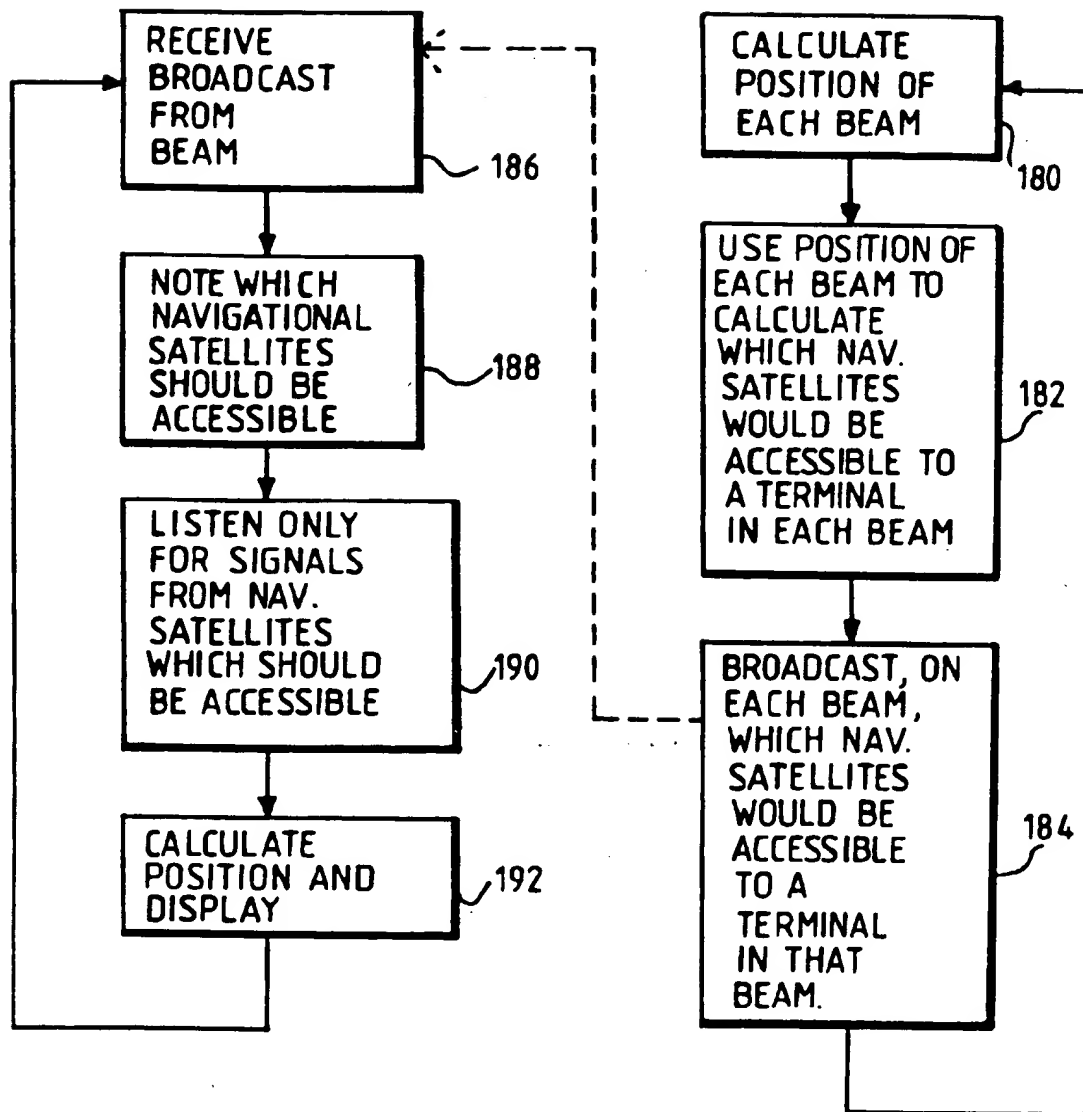 RECEIVE
BROADCAST
FROM
BEAM
186
NOTE WHICH
NAVIGATIONAL
SATELLITES
SHOULD BE
ACCESSIBLE
188
LISTEN ONLY
FOR SIGNALS
FROM NAV.
SATELLITES
WHICH SHOULD
BE ACCESSIBLE
190
CALCULATE
POSITION AND
DISPLAY
192
CALCULATE
POSITION OF
EACH BEAM
180
USE POSITION OF
EACH BEAM TO
CALCULATE
WHICH NAV.
SATELLITES
WOULD BE
ACCESSIBLE TO
A TERMINAL
IN EACH BEAM
182
BROADCAST, ON
EACH BEAM,
WHICH NAV.
SATELLITES
WOULD BE
ACCESSIBLE
TO A
TERMINAL
IN THAT
BEAM.
184